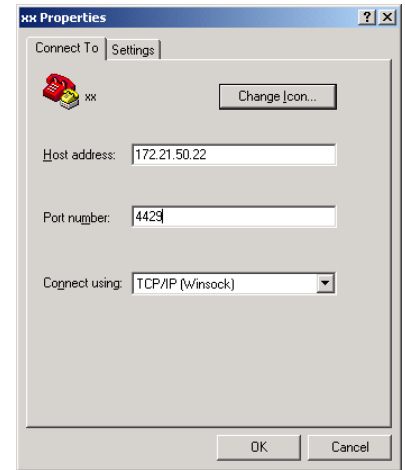 xx Properties
Connect To Settings
xx
Change Icon...
Host address: 172.21.50.22
Port number: 4429
Connect using: TCP/IP (Winsock)
OK Cancel